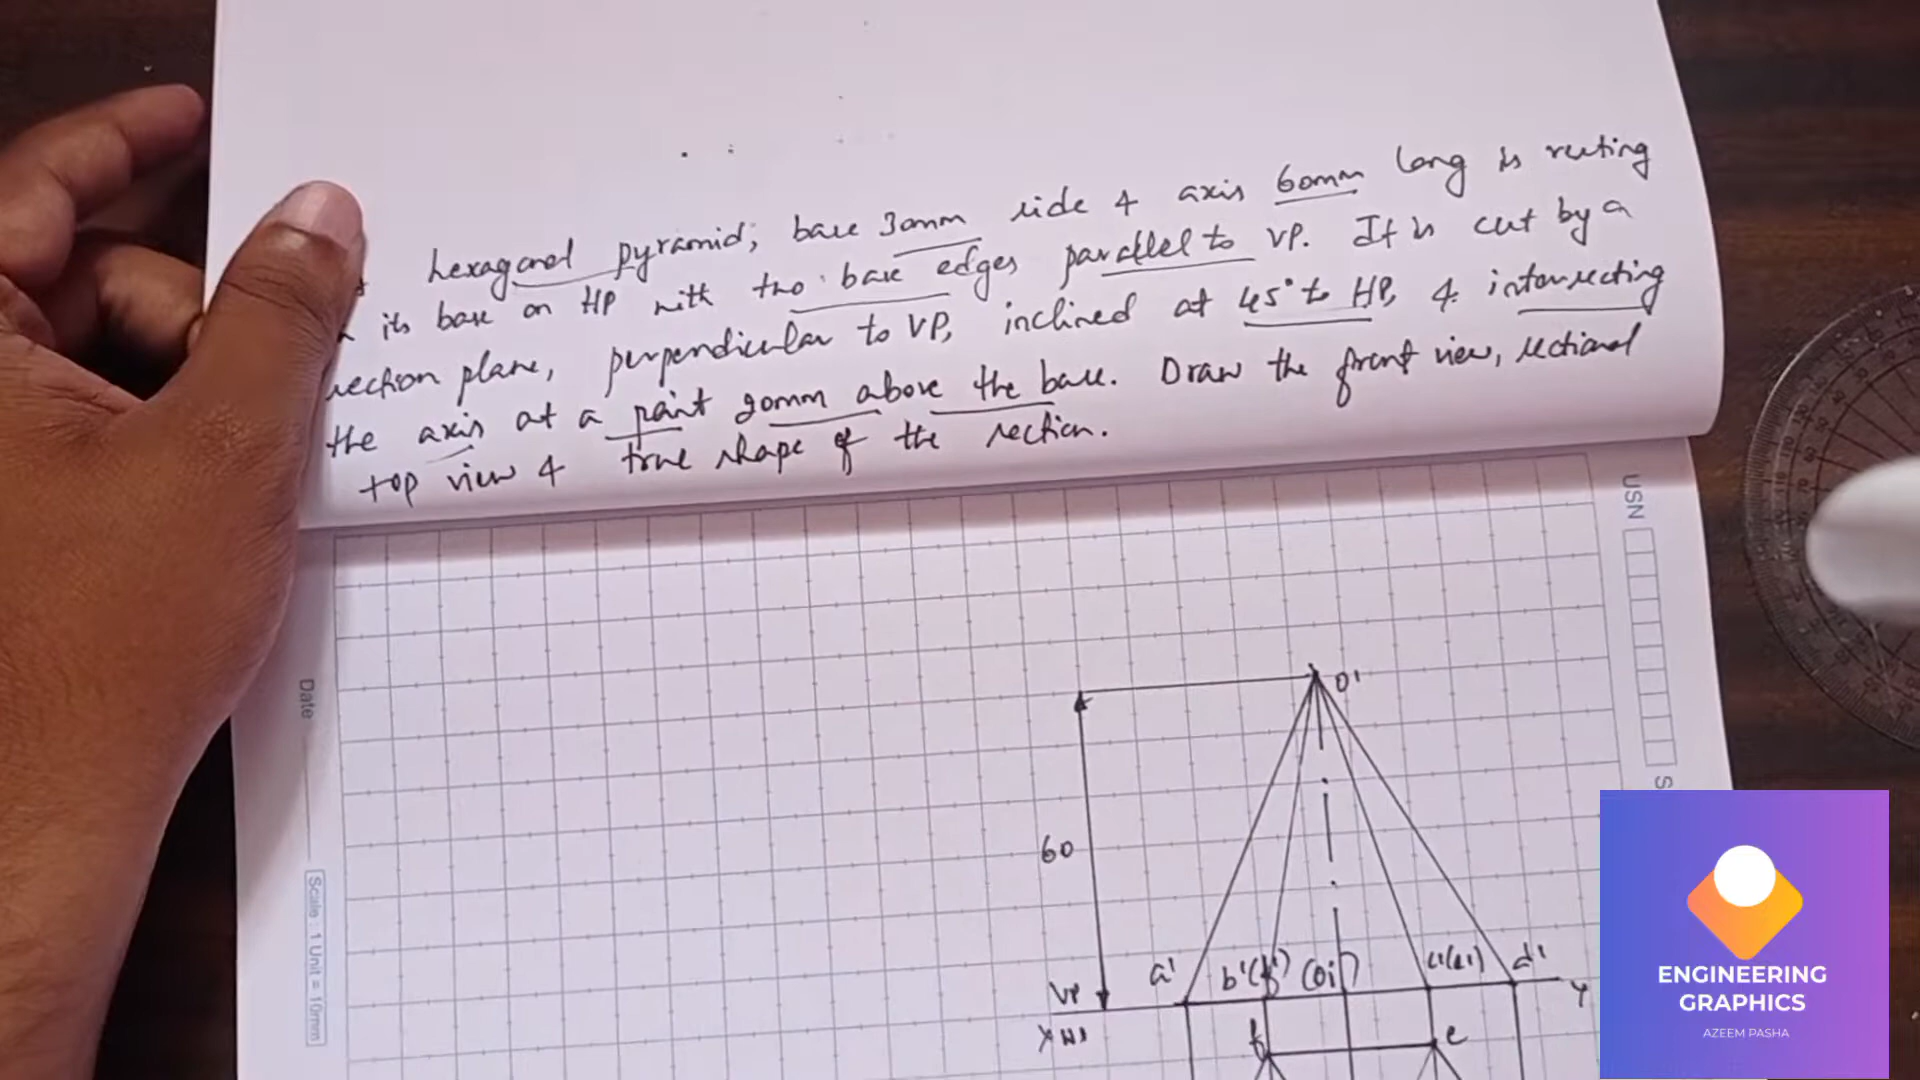 hexagonal pyramid, base 30mm side & axis 60mm long is resting
its base on HP with two base edges parallel to VP. It is cut by a
section plane, perpendicular to VP, inclined at 45° to HP, & intersecting
the axis at a point 20mm above the base. Draw the front view, sectional
top view & true shape of the section.
USN
Date
Scale : 1 Unit = 10mm
S
o'
60
a'
b'(f')
(o1')
c'(e')
d'
VP
X HP
Y
f
e
ENGINEERING
GRAPHICS
AZEEM PASHA